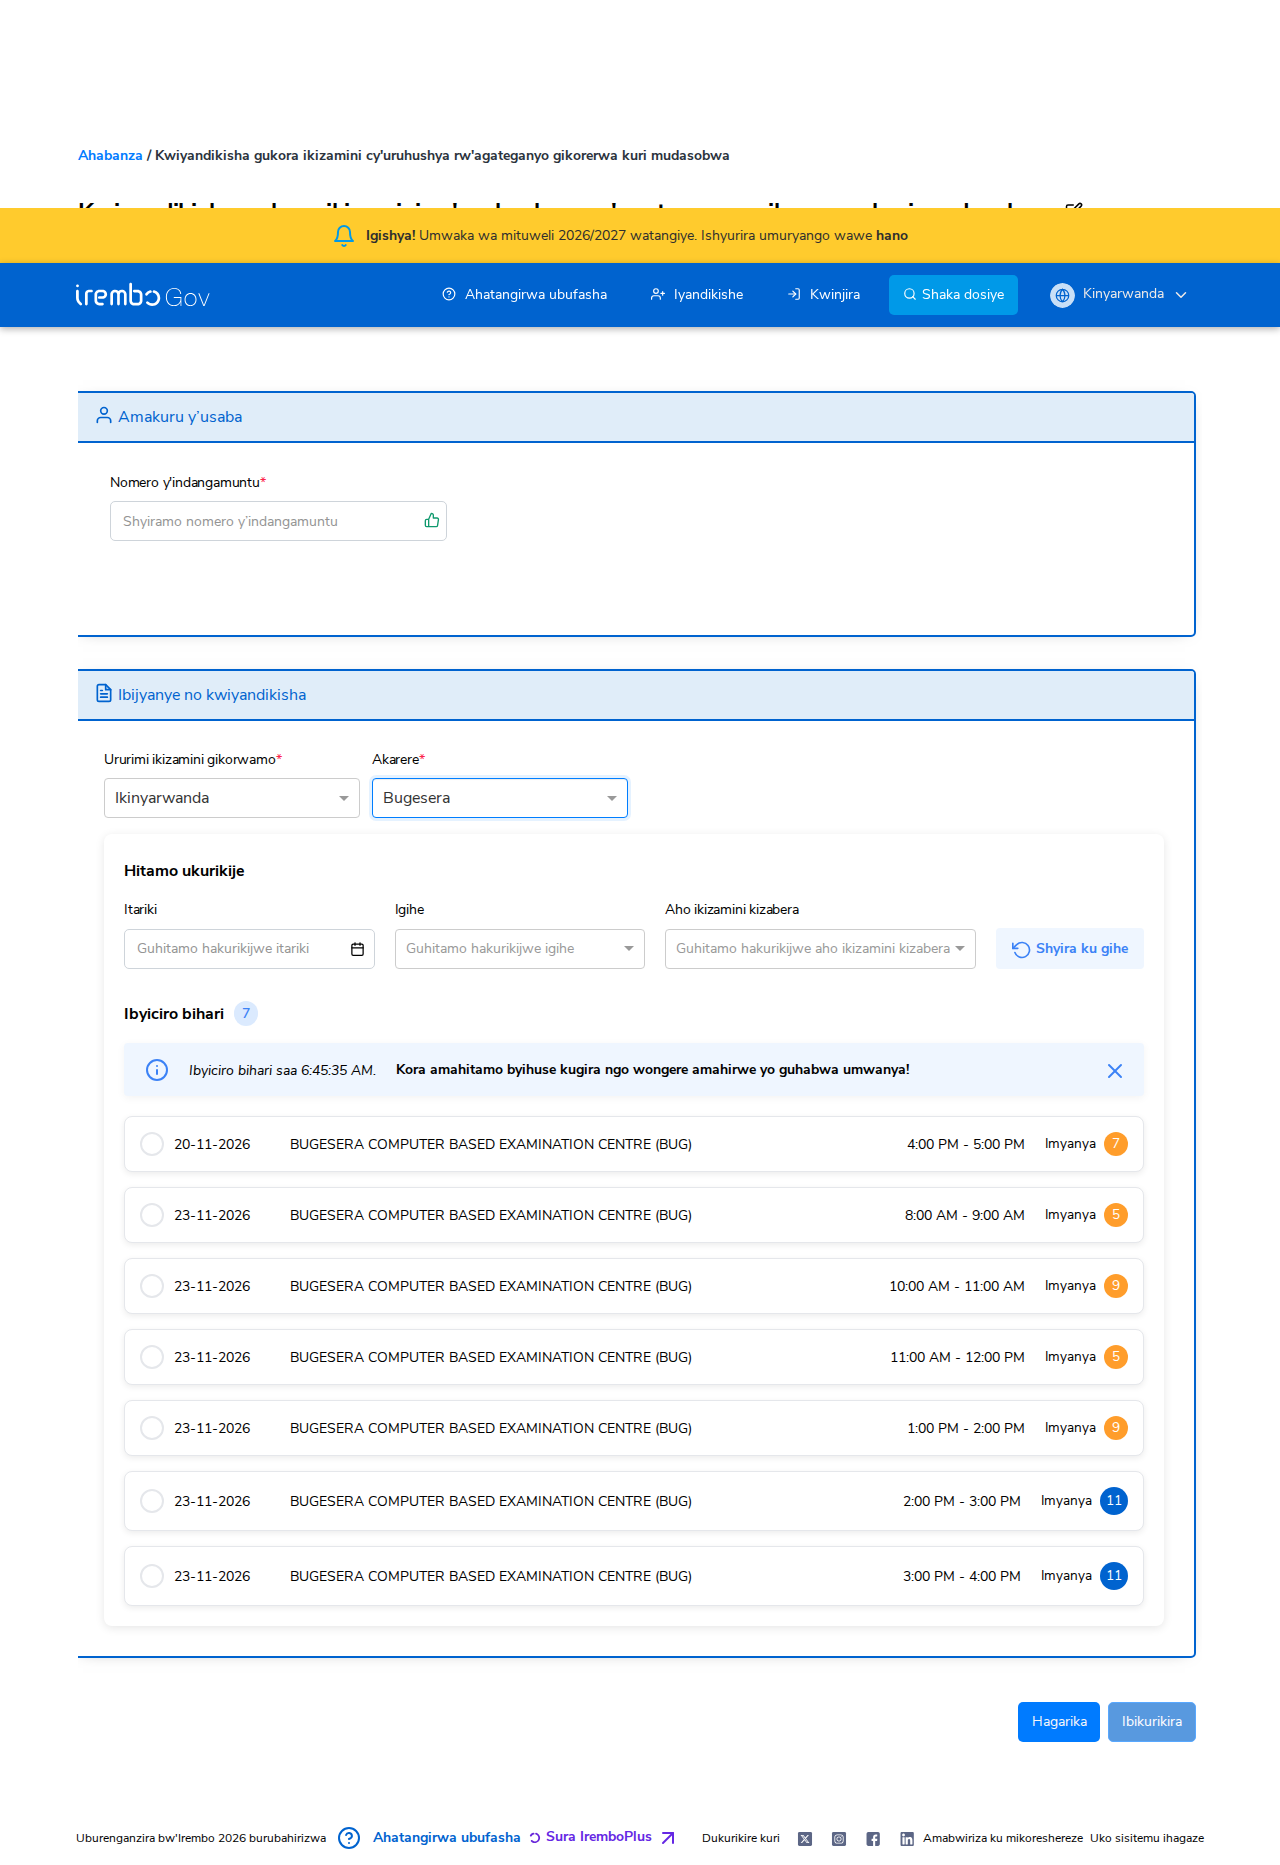 Ahabanza / Kwiyandikisha gukora ikizamini cy'uruhushya rw'agateganyo gikorerwa kuri mudasobwa
Igishya! Umwaka wa mituweli 2026/2027 watangiye. Ishyurira umuryango wawe hano
irembo Gov
Ahatangirwa ubufasha
Iyandikishe
Kwinjira
Shaka dosiye
Kinyarwanda
Amakuru y'usaba
Nomero y'indangamuntu*
Shyiramo nomero y'indangamuntu
Ibijyanye no kwiyandikisha
Ururimi ikizamini gikorwamo* Akarere*
Ikinyarwanda Bugesera
Hitamo ukurikije
Itariki Igihe Aho ikizamini kizabera
Guhitamo hakurikijwe itariki Guhitamo hakurikijwe igihe Guhitamo hakurikijwe aho ikizamini kizabera Shyira ku gihe
Ibyiciro bihari 7
Ibyiciro bihari saa 6:45:35 AM. Kora amahitamo byihuse kugira ngo wongere amahirwe yo guhabwa umwanya!
20-11-2026 BUGESERA COMPUTER BASED EXAMINATION CENTRE (BUG) 4:00 PM - 5:00 PM Imyanya 7
23-11-2026 BUGESERA COMPUTER BASED EXAMINATION CENTRE (BUG) 8:00 AM - 9:00 AM Imyanya 5
23-11-2026 BUGESERA COMPUTER BASED EXAMINATION CENTRE (BUG) 10:00 AM - 11:00 AM Imyanya 9
23-11-2026 BUGESERA COMPUTER BASED EXAMINATION CENTRE (BUG) 11:00 AM - 12:00 PM Imyanya 5
23-11-2026 BUGESERA COMPUTER BASED EXAMINATION CENTRE (BUG) 1:00 PM - 2:00 PM Imyanya 9
23-11-2026 BUGESERA COMPUTER BASED EXAMINATION CENTRE (BUG) 2:00 PM - 3:00 PM Imyanya 11
23-11-2026 BUGESERA COMPUTER BASED EXAMINATION CENTRE (BUG) 3:00 PM - 4:00 PM Imyanya 11
Hagarika Ibikurikira
Uburenganzira bw'Irembo 2026 burubahirizwa Ahatangirwa ubufasha Sura IremboPlus Dukurikire kuri Amabwiriza ku mikoreshereze Uko sisitemu ihagaze